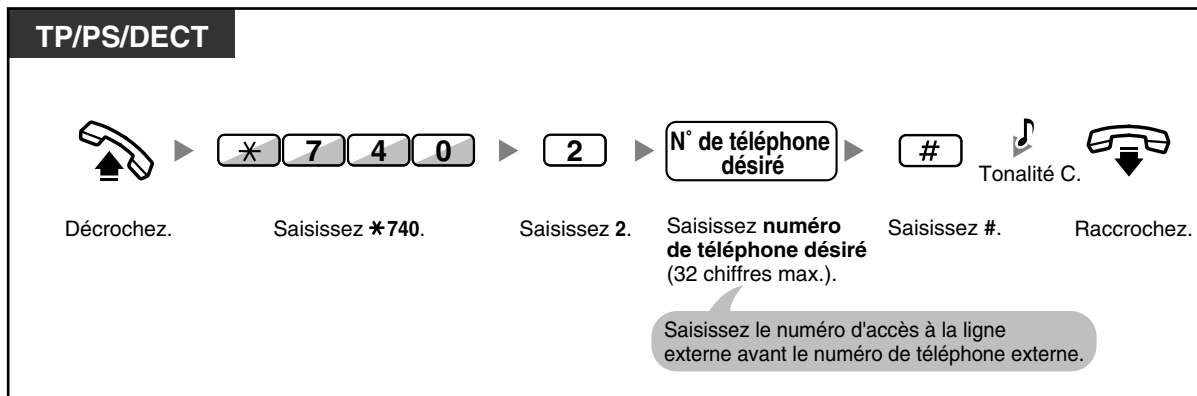 TP/PS/DECT
* 7 4 0
2
N° de téléphone
désiré
#
Tonalité C.
Décrochez.
Saisissez *740.
Saisissez 2.
Saisissez numéro
de téléphone désiré
(32 chiffres max.).
Saisissez #.
Raccrochez.
Saisissez le numéro d'accès à la ligne
externe avant le numéro de téléphone externe.